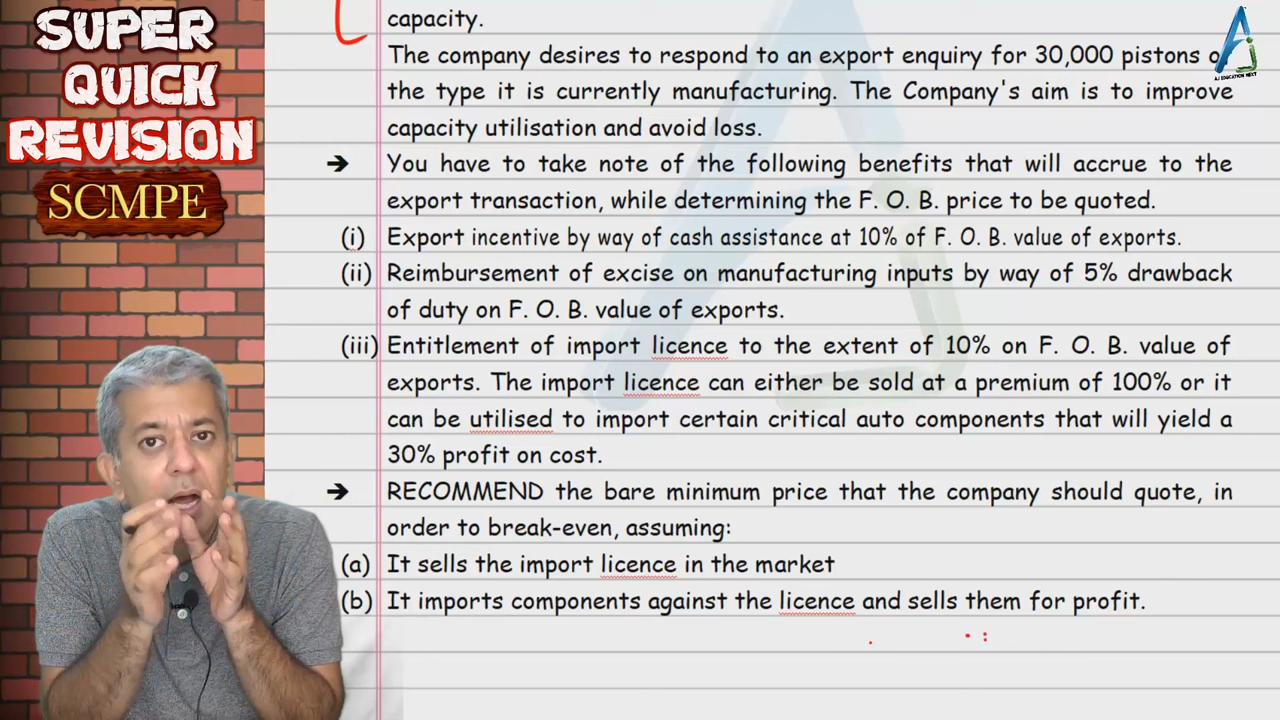 SUPER
QUICK
REVISION
SCMPE
capacity.
The company desires to respond to an export enquiry for 30,000 pistons
the type it is currently manufacturing. The Company's aim is to improve
capacity utilisation and avoid loss.
➔ You have to take note of the following benefits that will accrue to the
export transaction, while determining the F. O. B. price to be quoted.
(i) Export incentive by way of cash assistance at 10% of F. O. B. value of exports.
(ii) Reimbursement of excise on manufacturing inputs by way of 5% drawback
of duty on F. O. B. value of exports.
(iii) Entitlement of import licence to the extent of 10% on F. O. B. value of
exports. The import licence can either be sold at a premium of 100% or it
can be utilised to import certain critical auto components that will yield a
30% profit on cost.
➔ RECOMMEND the bare minimum price that the company should quote, in
order to break-even, assuming:
(a) It sells the import licence in the market
(b) It imports components against the licence and sells them for profit.
AJ EDUCATION NEXT